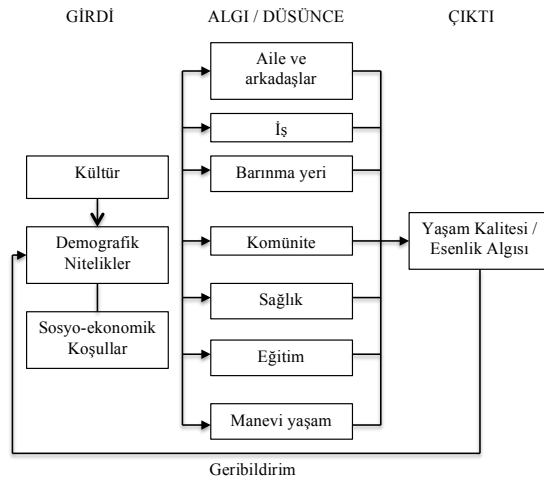 GİRDİ
ALGI / DÜSÜNCE
ÇIKTI
Kültür
Demografik
Nitelikler
Sosyo-ekonomik
Koşullar
Aile ve
arkadaşlar
İş
Barınma yeri
Komünite
Sağlık
Eğitim
Manevi yaşam
Yaşam Kalitesi /
Esenlik Algısı
Geribildirim